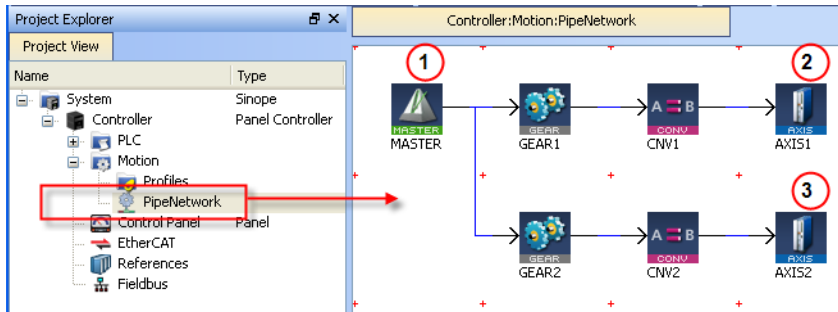 Project Explorer
Project View
Name Type
System Sinope
Controller Panel Controller
PLC
Motion
Profiles
PipeNetwork
Control Panel Panel
EtherCAT
References
Fieldbus
Controller:Motion:PipeNetwork
1
2
MASTER
GEAR
A B
CONV
AXIS
MASTER
GEAR1
CNV1
AXIS1
3
GEAR
A B
CONV
AXIS
GEAR2
CNV2
AXIS2